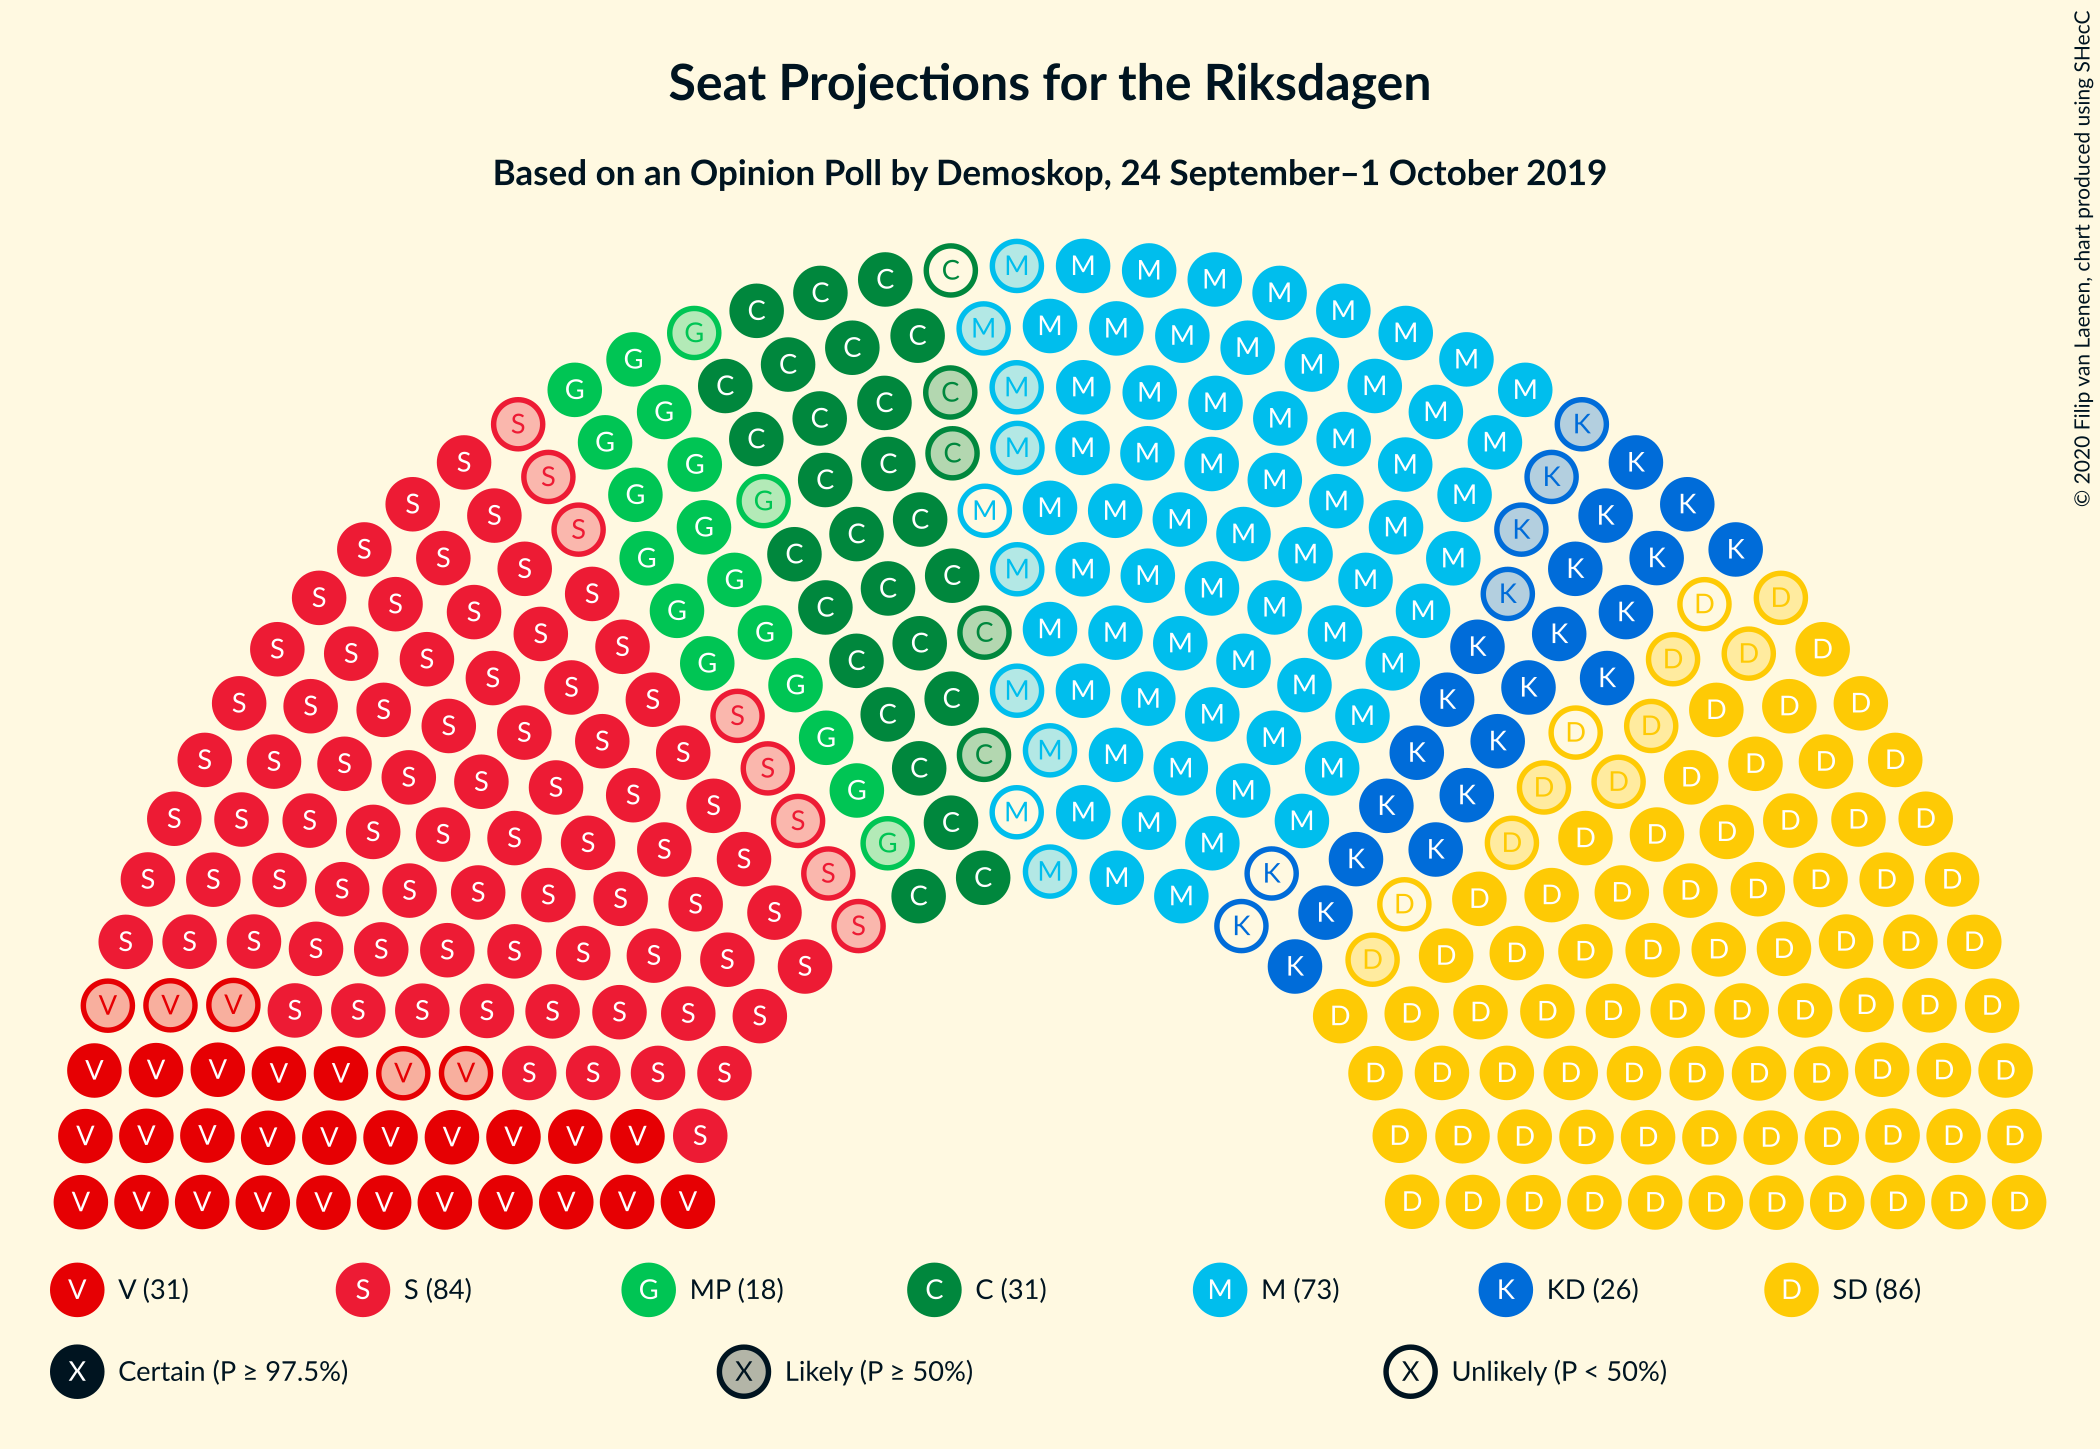 Seat Projections for the Riksdagen
Based on an Opinion Poll by Demoskop, 24 September–1 October 2019
© 2020 Filip van Laenen, chart produced using SHecC
V V (31) S S (84) G MP (18) C C (31) M M (73) K KD (26) D SD (86)
X Certain (P ≥ 97.5%) X Likely (P ≥ 50%) X Unlikely (P < 50%)